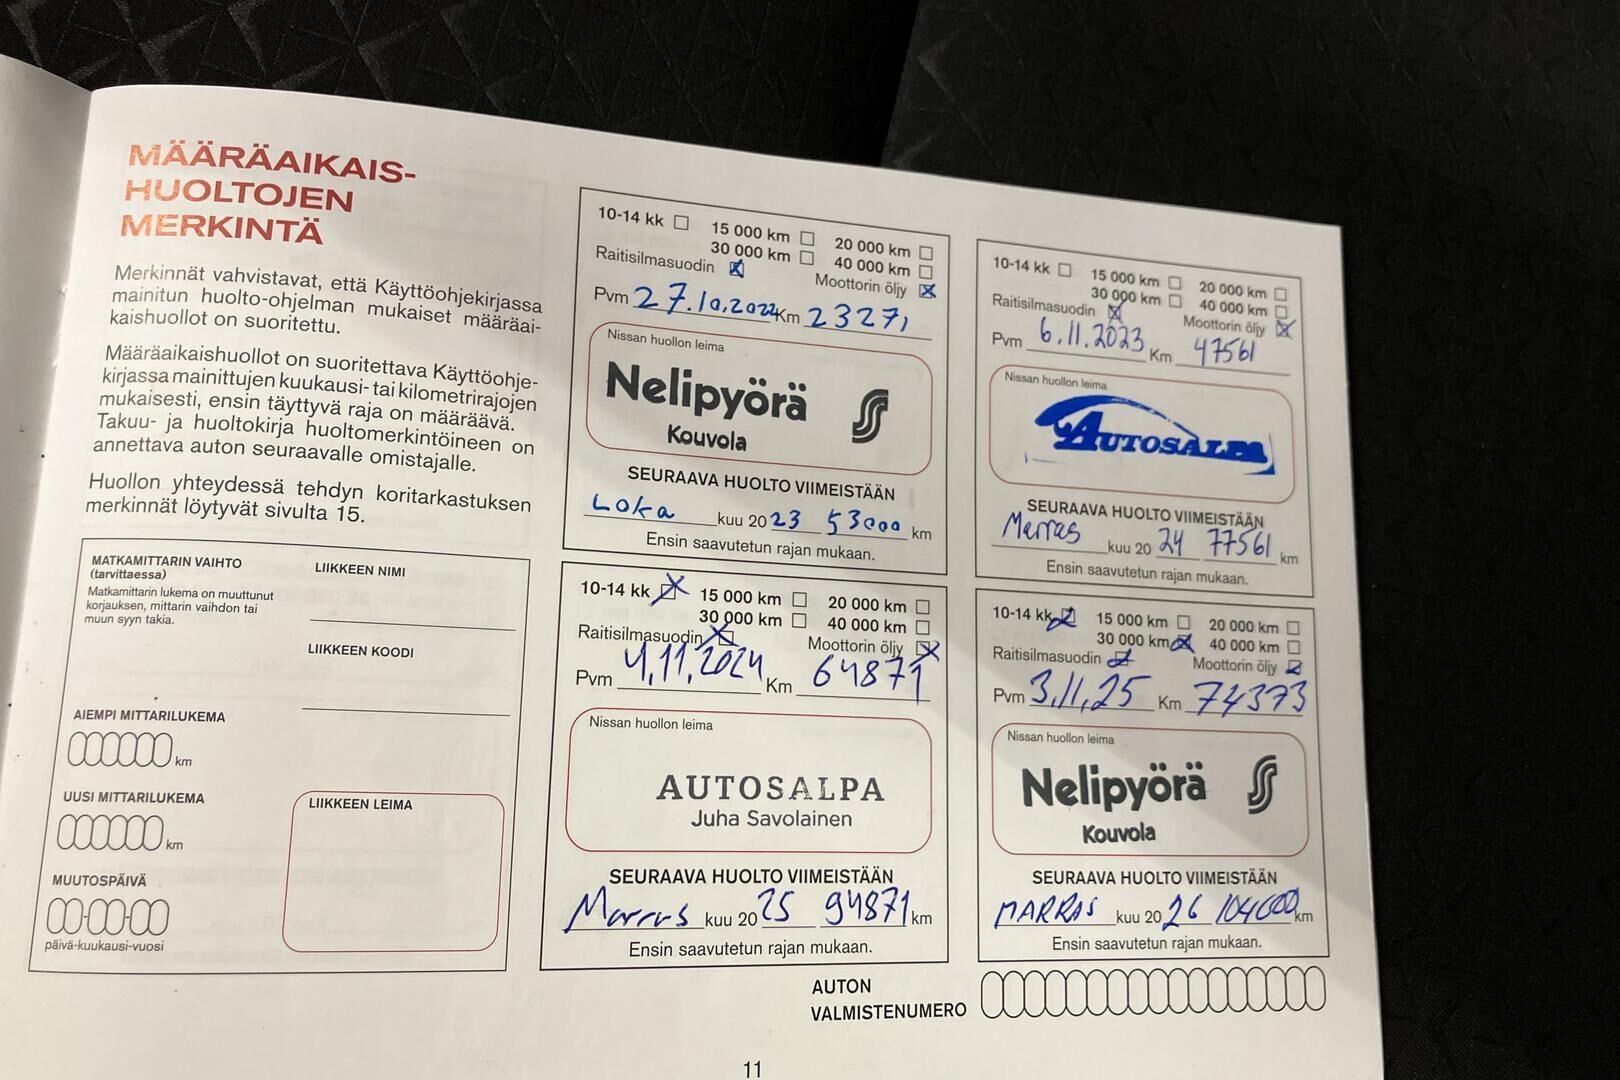 MÄÄRÄAIKAIS-
HUOLTOJEN
MERKINTÄ
Merkinnät vahvistavat, että Käyttöohjekirjassa
mainitun huolto-ohjelman mukaiset määräai-
kaishuollot on suoritettu.
Määräaikaishuollot on suoritettava Käyttöohje-
kirjassa mainittujen kuukausi- tai kilometrirajojen
mukaisesti, ensin täyttyvä raja on määräävä.
Takuu- ja huoltokirja huoltomerkintöineen on
annettava auton seuraavalle omistajalle.
Huollon yhteydessä tehdyn koritarkastuksen
merkinnät löytyvät sivulta 15.
MATKAMITTARIN VAIHTO
(tarvittaessa)
Matkamittarin lukema on muuttunut
korjauksen, mittarin vaihdon tai
muun syyn takia.
LIIKKEEN NIMI
LIIKKEEN KOODI
AIEMPI MITTARILUKEMA
km
UUSI MITTARILUKEMA
km
MUUTOSPÄIVÄ
päivä-kuukausi-vuosi
LIIKKEEN LEIMA
10-14 kk 15 000 km 20 000 km
30 000 km 40 000 km
Raitisilmasuodin Moottorin öljy
Pvm 27.10.2022 Km 23271
Nissan huollon leima
Nelipyörä
Kouvola
SEURAAVA HUOLTO VIIMEISTÄÄN
Loka kuu 20 23 53000 km
Ensin saavutetun rajan mukaan.
10-14 kk 15 000 km 20 000 km
30 000 km 40 000 km
Raitisilmasuodin Moottorin öljy
Pvm 6.11.2023 Km 47561
Nissan huollon leima
AUTOSALPA
SEURAAVA HUOLTO VIIMEISTÄÄN
Marras kuu 20 24 77561 km
Ensin saavutetun rajan mukaan.
10-14 kk 15 000 km 20 000 km
30 000 km 40 000 km
Raitisilmasuodin Moottorin öljy
Pvm 4.11.2024 Km 64871
Nissan huollon leima
AUTOSALPA
Juha Savolainen
SEURAAVA HUOLTO VIIMEISTÄÄN
Marras kuu 20 25 94871 km
Ensin saavutetun rajan mukaan.
10-14 kk 15 000 km 20 000 km
30 000 km 40 000 km
Raitisilmasuodin Moottorin öljy
Pvm 3.11.25 Km 74373
Nissan huollon leima
Nelipyörä
Kouvola
SEURAAVA HUOLTO VIIMEISTÄÄN
MARRAS kuu 20 26 104000 km
Ensin saavutetun rajan mukaan.
AUTON
VALMISTENUMERO
11